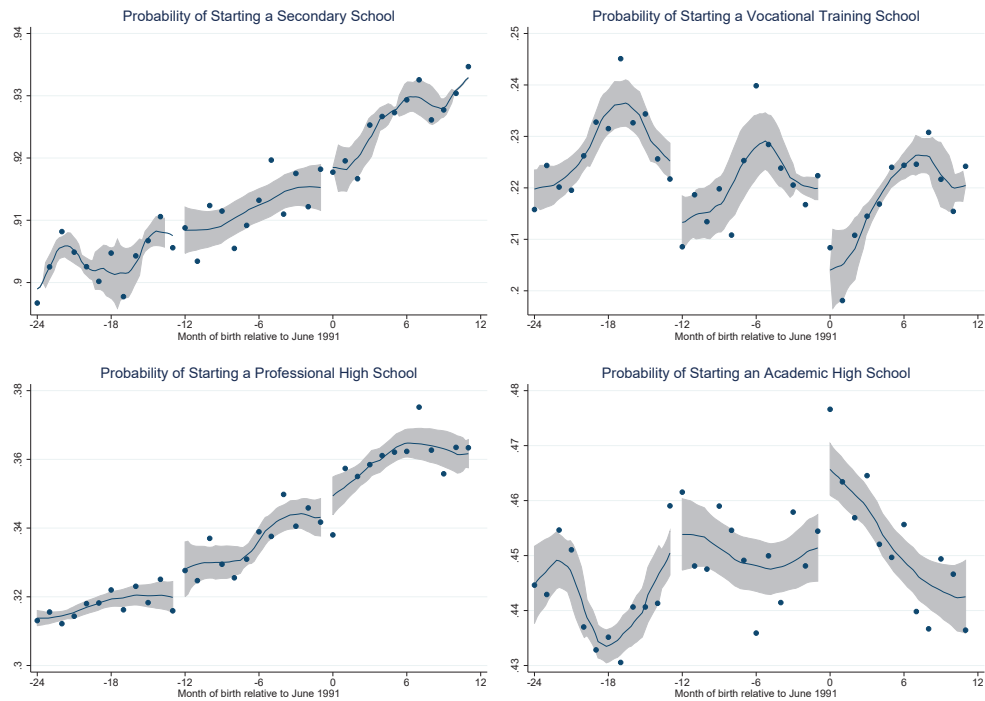 Probability of Starting a Secondary School
.94
.93
.92
.91
.9
-24 -18 -12 -6 0 6 12
Month of birth relative to June 1991
Probability of Starting a Vocational Training School
.25
.24
.23
.22
.21
.2
-24 -18 -12 -6 0 6 12
Month of birth relative to June 1991
Probability of Starting a Professional High School
.38
.36
.34
.32
.3
-24 -18 -12 -6 0 6 12
Month of birth relative to June 1991
Probability of Starting an Academic High School
.48
.47
.46
.45
.44
.43
-24 -18 -12 -6 0 6 12
Month of birth relative to June 1991